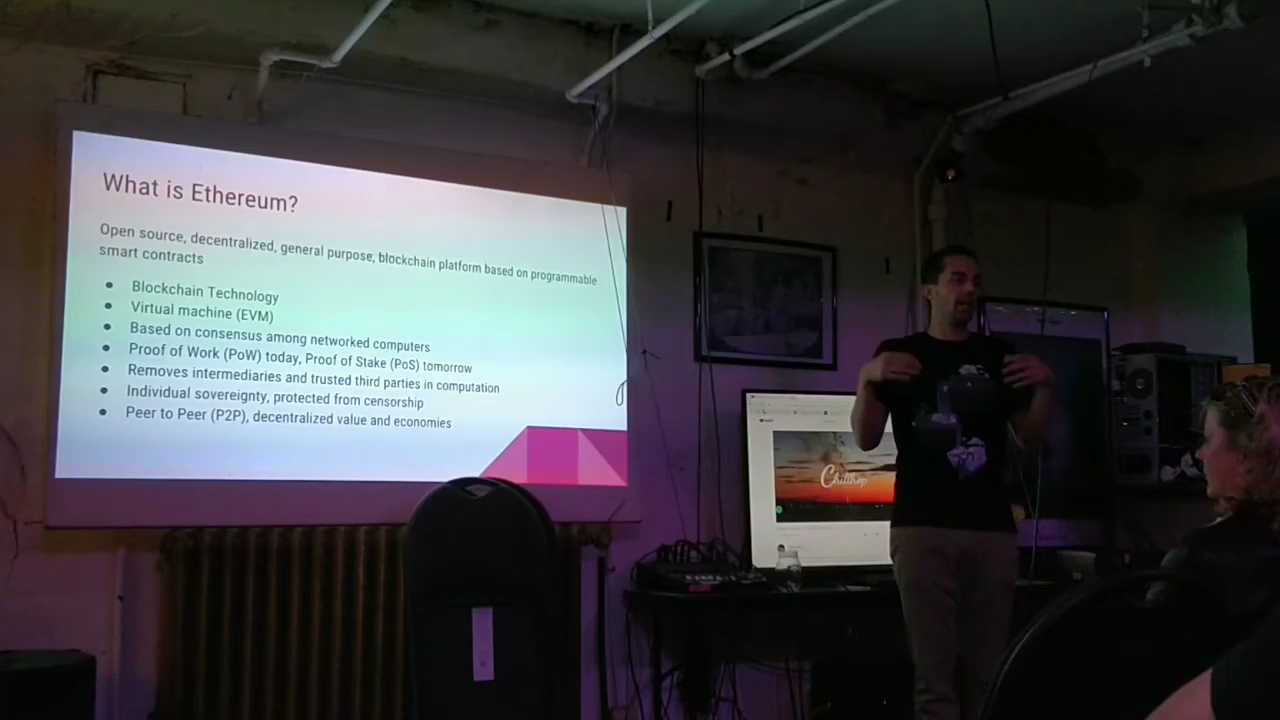 What is Ethereum?
Open source, decentralized, general purpose, blockchain platform based on programmable
smart contracts
● Blockchain Technology
● Virtual machine (EVM)
● Based on consensus among networked computers
● Proof of Work (PoW) today, Proof of Stake (PoS) tomorrow
● Removes intermediaries and trusted third parties in computation
● Individual sovereignty, protected from censorship
● Peer to Peer (P2P), decentralized value and economies
Chillhop